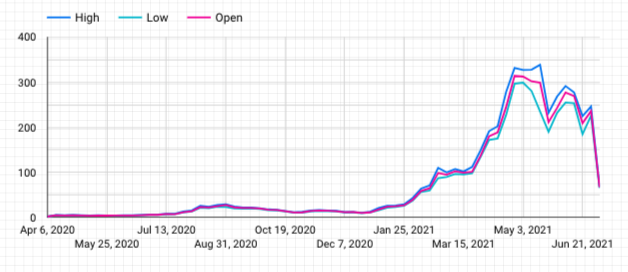 High Low Open
400
300
200
100
0
Apr 6, 2020 Jul 13, 2020 Oct 19, 2020 Jan 25, 2021 May 3, 2021
May 25, 2020 Aug 31, 2020 Dec 7, 2020 Mar 15, 2021 Jun 21, 2021